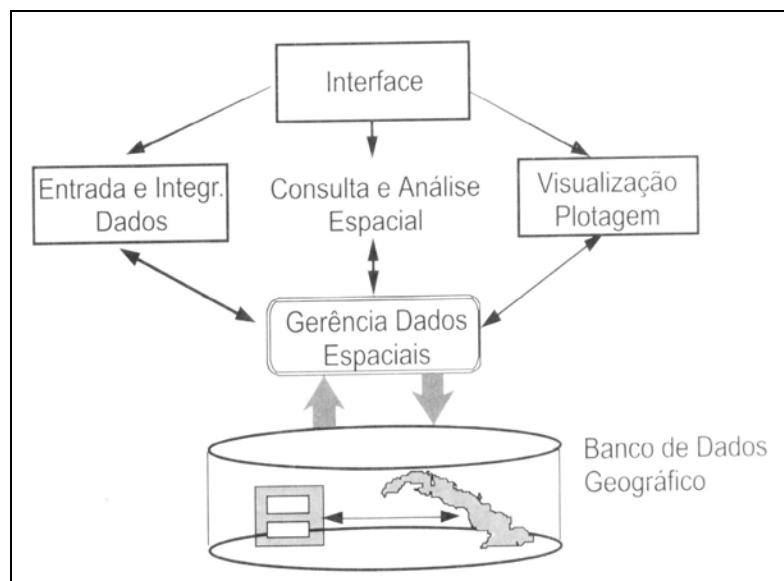 Interface
Entrada e Integr.
Dados
Consulta e Análise
Espacial
Visualização
Plotagem
Gerência Dados
Espaciais
Banco de Dados
Geográfico